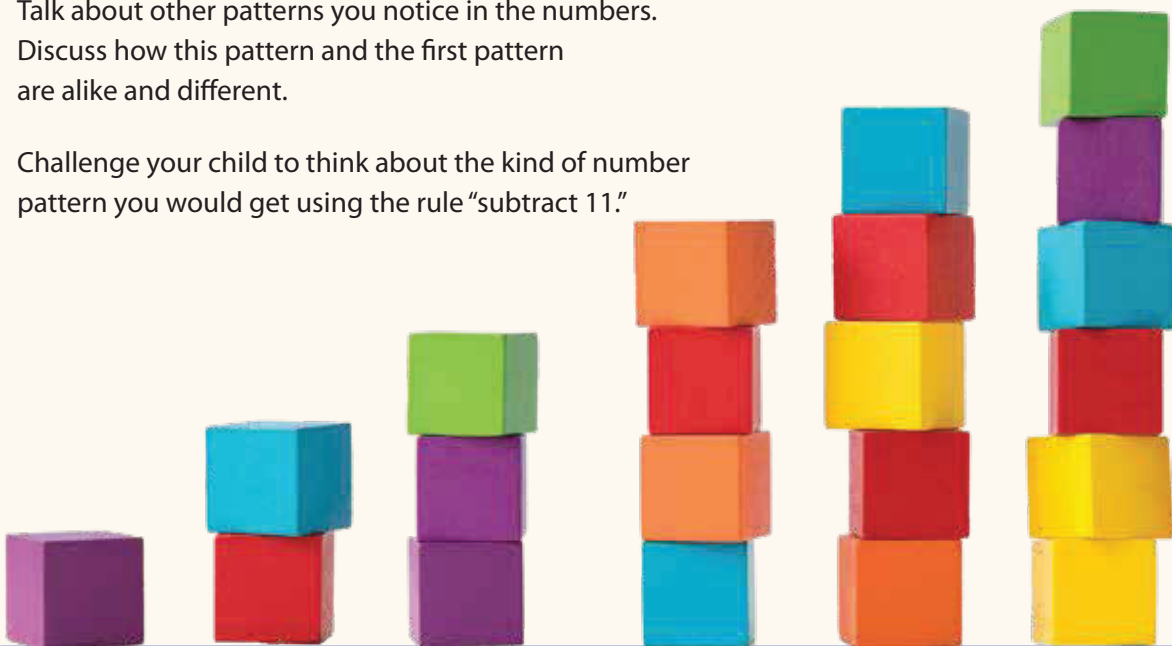 Talk about other patterns you notice in the numbers.
Discuss how this pattern and the first pattern
are alike and different.
Challenge your child to think about the kind of number
pattern you would get using the rule “subtract 11.”